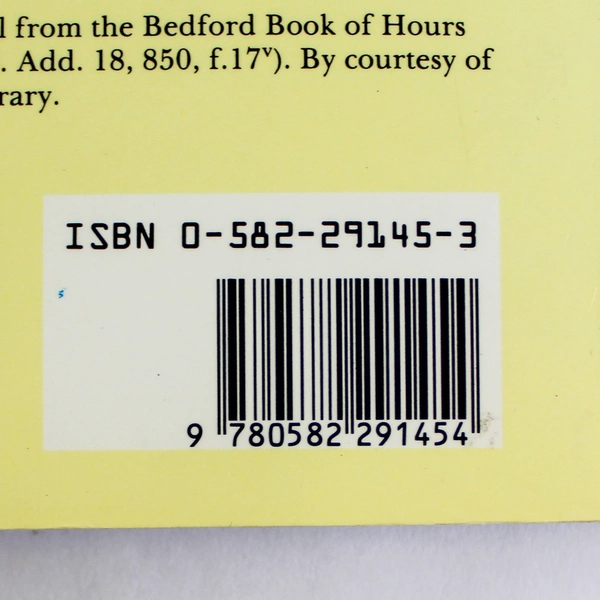 l from the Bedford Book of Hours
. Add. 18, 850, f.17ᵛ). By courtesy of
rary.
ISBN 0-582-29145-3
9 780582 291454